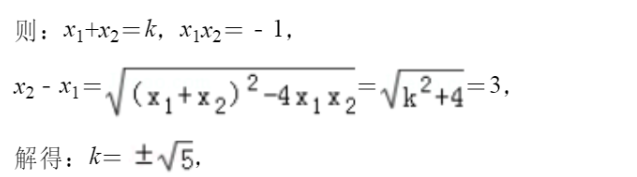 则：x₁+x₂=k，x₁x₂= - 1，
x₂ - x₁=√((x₁+x₂)²-4x₁x₂)=√(k²+4)=3，
解得：k= ±√5，